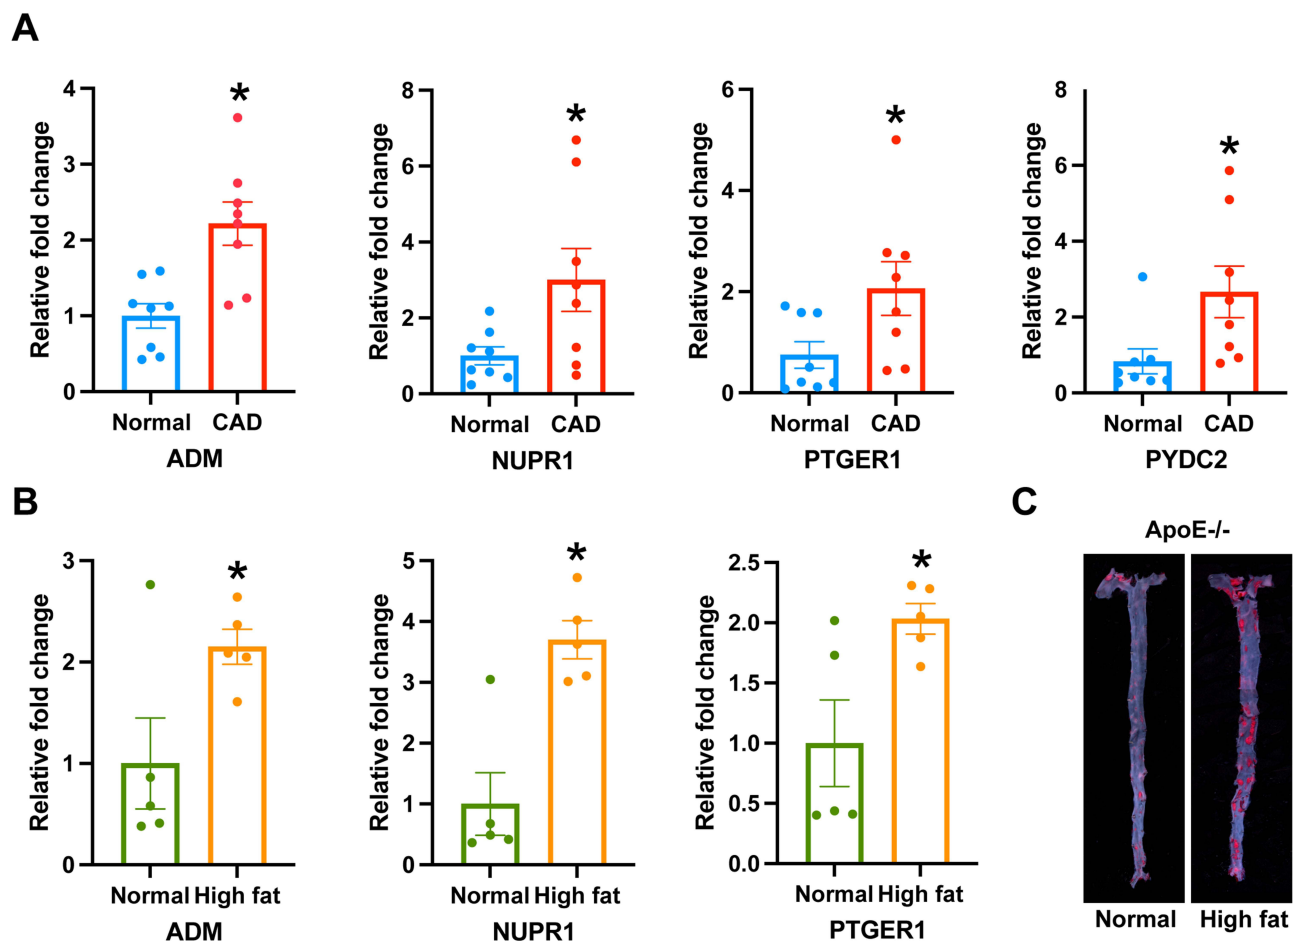 A
Relative fold change
4
3
2
1
0
*
Normal CAD
ADM
Relative fold change
8
6
4
2
0
*
Normal CAD
NUPR1
Relative fold change
6
4
2
0
*
Normal CAD
PTGER1
Relative fold change
8
6
4
2
0
*
Normal CAD
PYDC2
B
Relative fold change
3
2
1
0
*
Normal High fat
ADM
Relative fold change
5
4
3
2
1
0
*
Normal High fat
NUPR1
Relative fold change
2.5
2.0
1.5
1.0
0.5
0.0
*
Normal High fat
PTGER1
C
ApoE-/-
Normal High fat